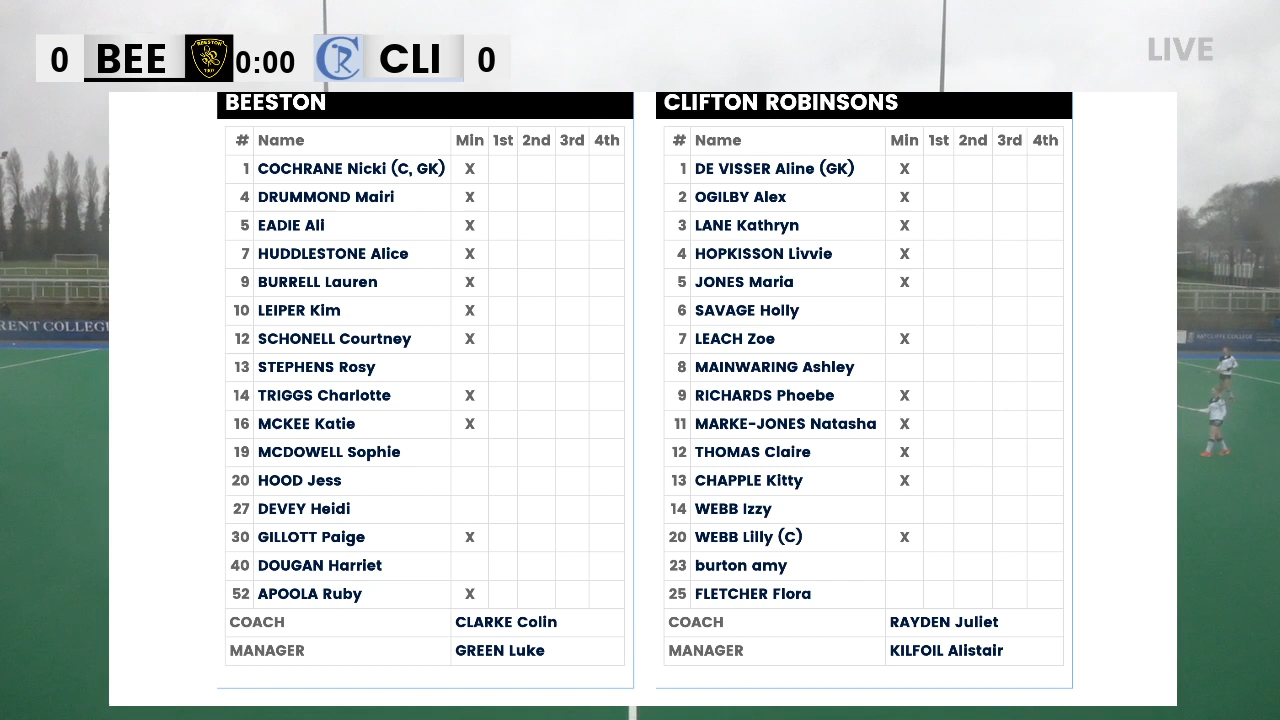 0 BEE 0:00 CLI 0
LIVE
BEESTON
# Name Min 1st 2nd 3rd 4th
1 COCHRANE Nicki (C, GK) X
4 DRUMMOND Mairi X
5 EADIE Ali X
7 HUDDLESTONE Alice X
9 BURRELL Lauren X
10 LEIPER Kim X
12 SCHONELL Courtney X
13 STEPHENS Rosy
14 TRIGGS Charlotte X
16 MCKEE Katie X
19 MCDOWELL Sophie
20 HOOD Jess
27 DEVEY Heidi
30 GILLOTT Paige X
40 DOUGAN Harriet
52 APOOLA Ruby X
COACH CLARKE Colin
MANAGER GREEN Luke
CLIFTON ROBINSONS
# Name Min 1st 2nd 3rd 4th
1 DE VISSER Aline (GK) X
2 OGILBY Alex X
3 LANE Kathryn X
4 HOPKISSON Livvie X
5 JONES Maria X
6 SAVAGE Holly
7 LEACH Zoe X
8 MAINWARING Ashley
9 RICHARDS Phoebe X
11 MARKE-JONES Natasha X
12 THOMAS Claire X
13 CHAPPLE Kitty X
14 WEBB Izzy
20 WEBB Lilly (C) X
23 burton amy
25 FLETCHER Flora
COACH RAYDEN Juliet
MANAGER KILFOIL Alistair
RENT COLLEG
RATCLIFFE COLLEGE